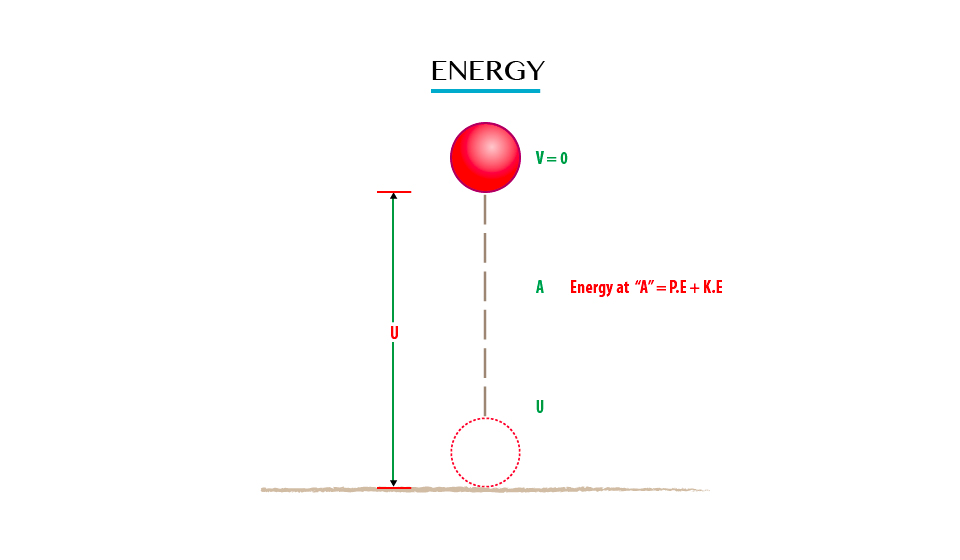 ENERGY
V = 0
A Energy at “A” = P.E + K.E
U
U